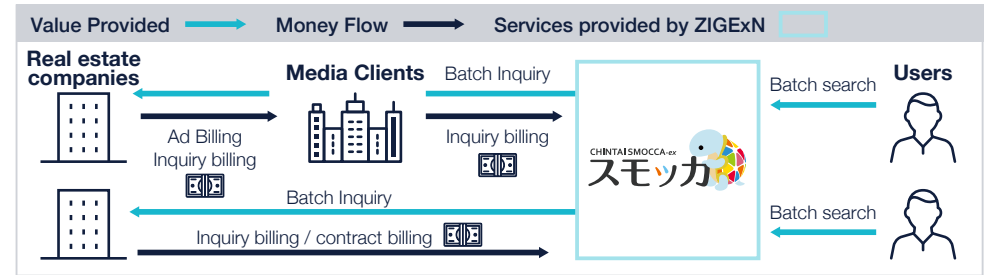 Value Provided
Money Flow
Services provided by ZIGExN
Real estate
companies
Media Clients
Batch Inquiry
Users
Batch search
Ad Billing
Inquiry billing
Inquiry billing
CHINTAI SMOCCA-ex
スモッカ
Batch Inquiry
Batch search
Inquiry billing / contract billing